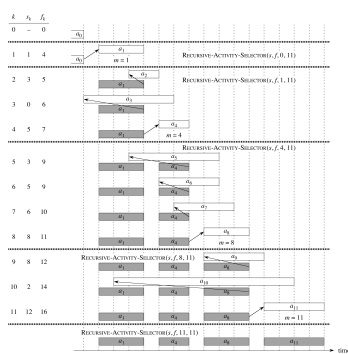 k s_k f_k
0 – 0
a_0
1 1 4
a_0 a_1
m = 1
RECURSIVE-ACTIVITY-SELECTOR(s, f, 0, 11)
2 3 5
a_2
a_1
RECURSIVE-ACTIVITY-SELECTOR(s, f, 1, 11)
3 0 6
a_3
a_1
4 5 7
a_4
a_1 m = 4
RECURSIVE-ACTIVITY-SELECTOR(s, f, 4, 11)
5 3 9
a_5
a_1 a_4
6 5 9
a_6
a_1 a_4
7 6 10
a_7
a_1 a_4
8 8 11
a_8
a_1 a_4 m = 8
RECURSIVE-ACTIVITY-SELECTOR(s, f, 8, 11)
9 8 12
a_9
a_1 a_4 a_8
10 2 14
a_10
a_1 a_4 a_8
11 12 16
a_11
a_1 a_4 a_8 m = 11
RECURSIVE-ACTIVITY-SELECTOR(s, f, 11, 11)
a_1 a_4 a_8 a_11
time